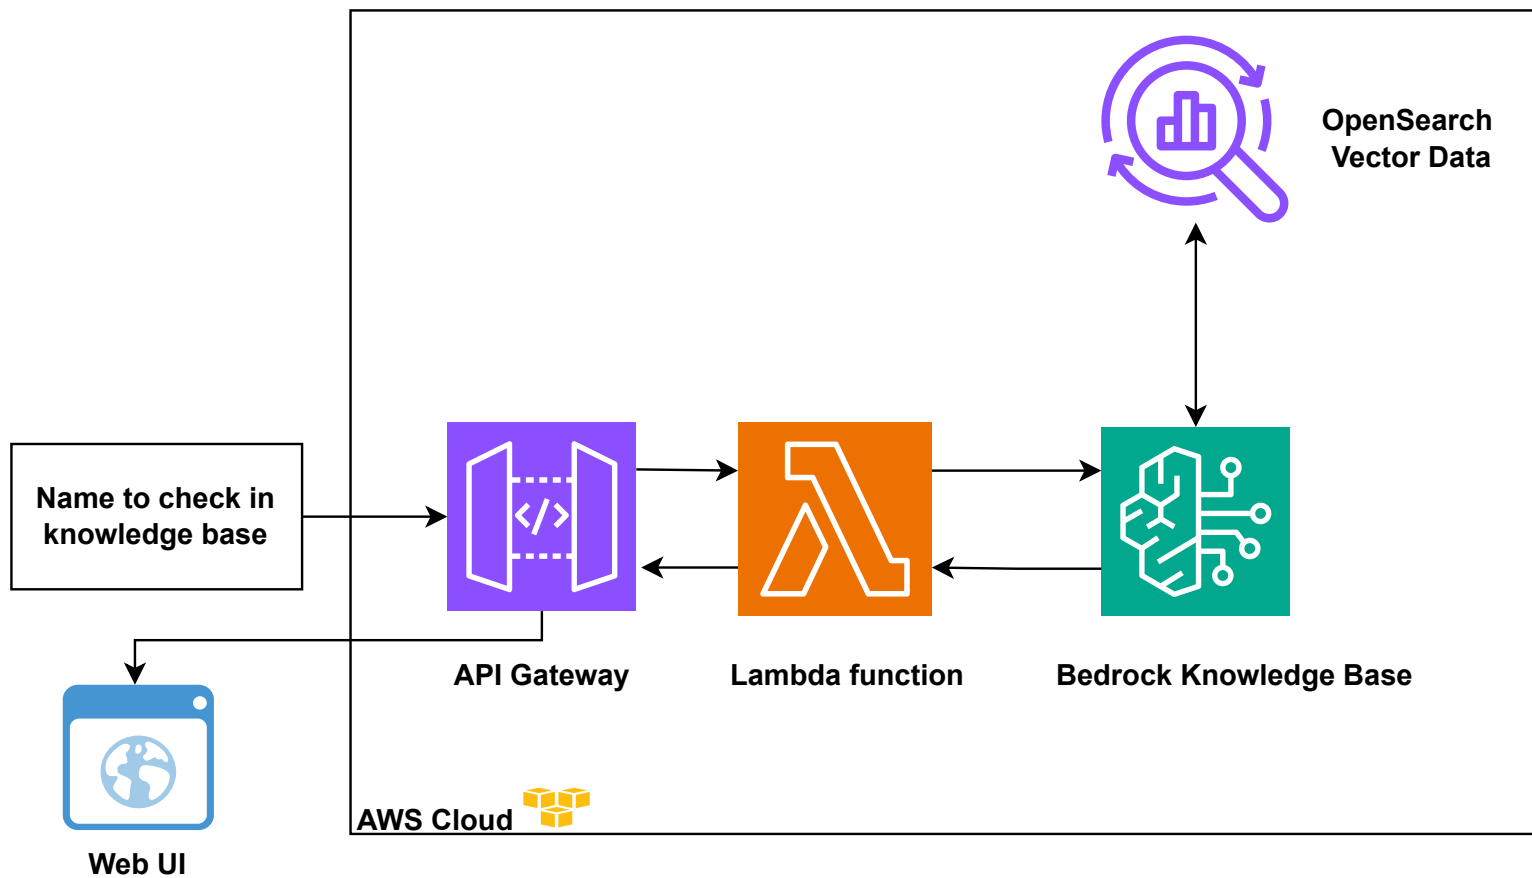 OpenSearch
Vector Data
Name to check in
knowledge base
</>
API Gateway
Lambda function
Bedrock Knowledge Base
AWS Cloud
Web UI